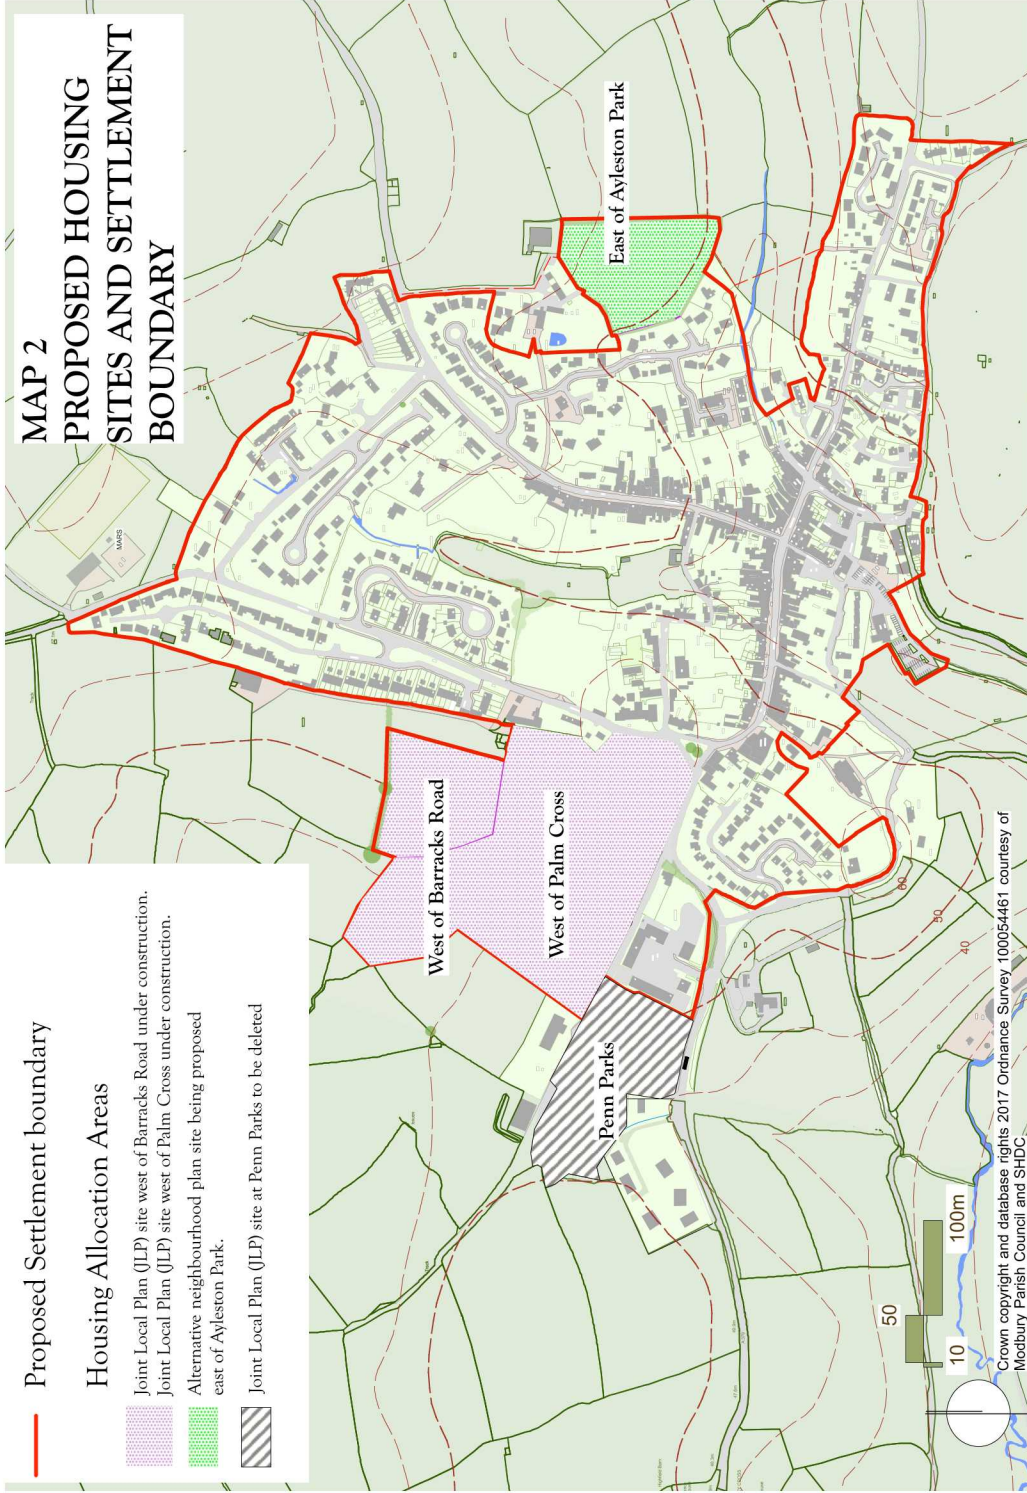 MAP 2
PROPOSED HOUSING
SITES AND SETTLEMENT
BOUNDARY
Proposed Settlement boundary
Housing Allocation Areas
Joint Local Plan (JLP) site west of Barracks Road under construction.
Joint Local Plan (JLP) site west of Palm Cross under construction.
Alternative neighbourhood plan site being proposed
east of Ayleston Park.
Joint Local Plan (JLP) site at Penn Parks to be deleted
MARS
East of Ayleston Park
West of Barracks Road
West of Palm Cross
Penn Parks
60
50
40
10
50
100m
Crown copyright and database rights 2017 Ordnance Survey 100054461 courtesy of
Modbury Parish Council and SHDC